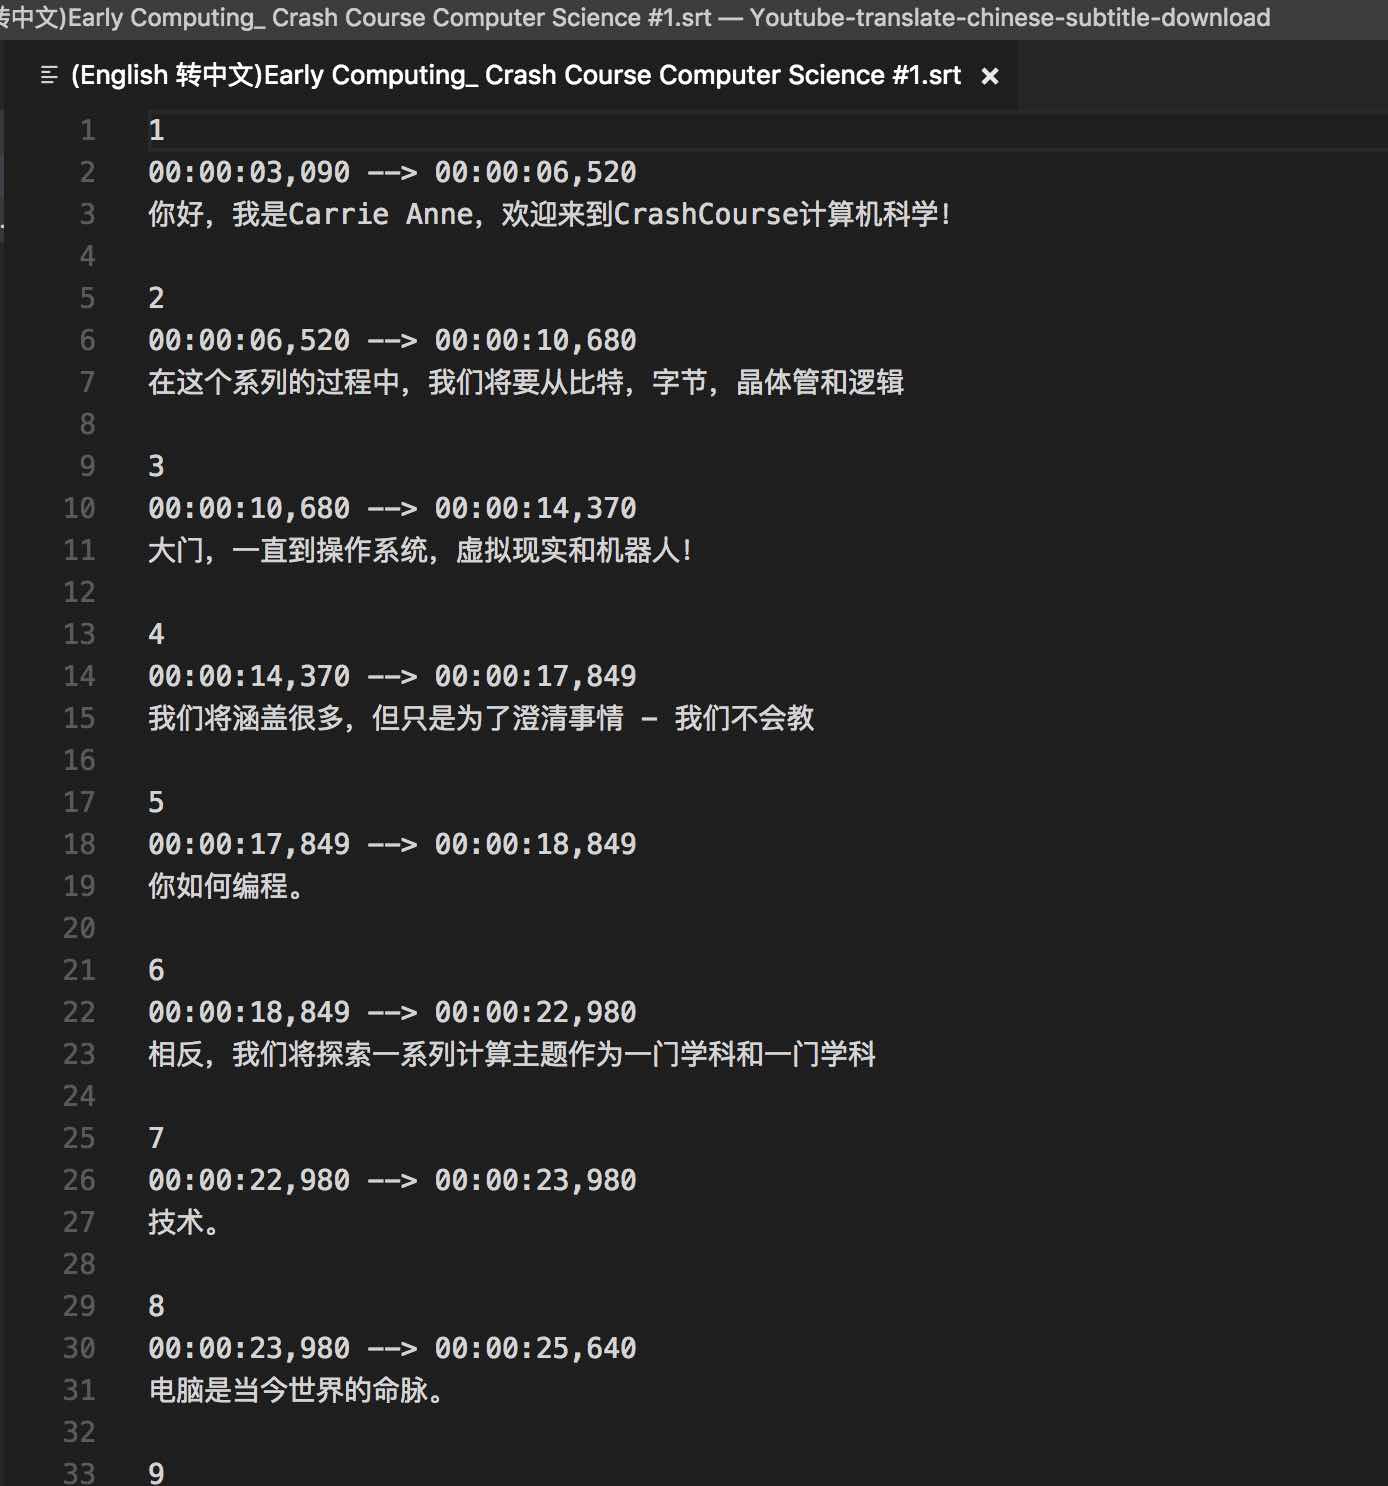 转中文)Early Computing_ Crash Course Computer Science #1.srt — Youtube-translate-chinese-subtitle-download
(English 转中文)Early Computing_ Crash Course Computer Science #1.srt ×
1 1
2 00:00:03,090 --> 00:00:06,520
3 你好，我是Carrie Anne，欢迎来到CrashCourse计算机科学！
4
5 2
6 00:00:06,520 --> 00:00:10,680
7 在这个系列的过程中，我们将要从比特，字节，晶体管和逻辑
8
9 3
10 00:00:10,680 --> 00:00:14,370
11 大门，一直到操作系统，虚拟现实和机器人！
12
13 4
14 00:00:14,370 --> 00:00:17,849
15 我们将涵盖很多，但只是为了澄清事情 - 我们不会教
16
17 5
18 00:00:17,849 --> 00:00:18,849
19 你如何编程。
20
21 6
22 00:00:18,849 --> 00:00:22,980
23 相反，我们将探索一系列计算主题作为一门学科和一门学科
24
25 7
26 00:00:22,980 --> 00:00:23,980
27 技术。
28
29 8
30 00:00:23,980 --> 00:00:25,640
31 电脑是当今世界的命脉。
32
33 9